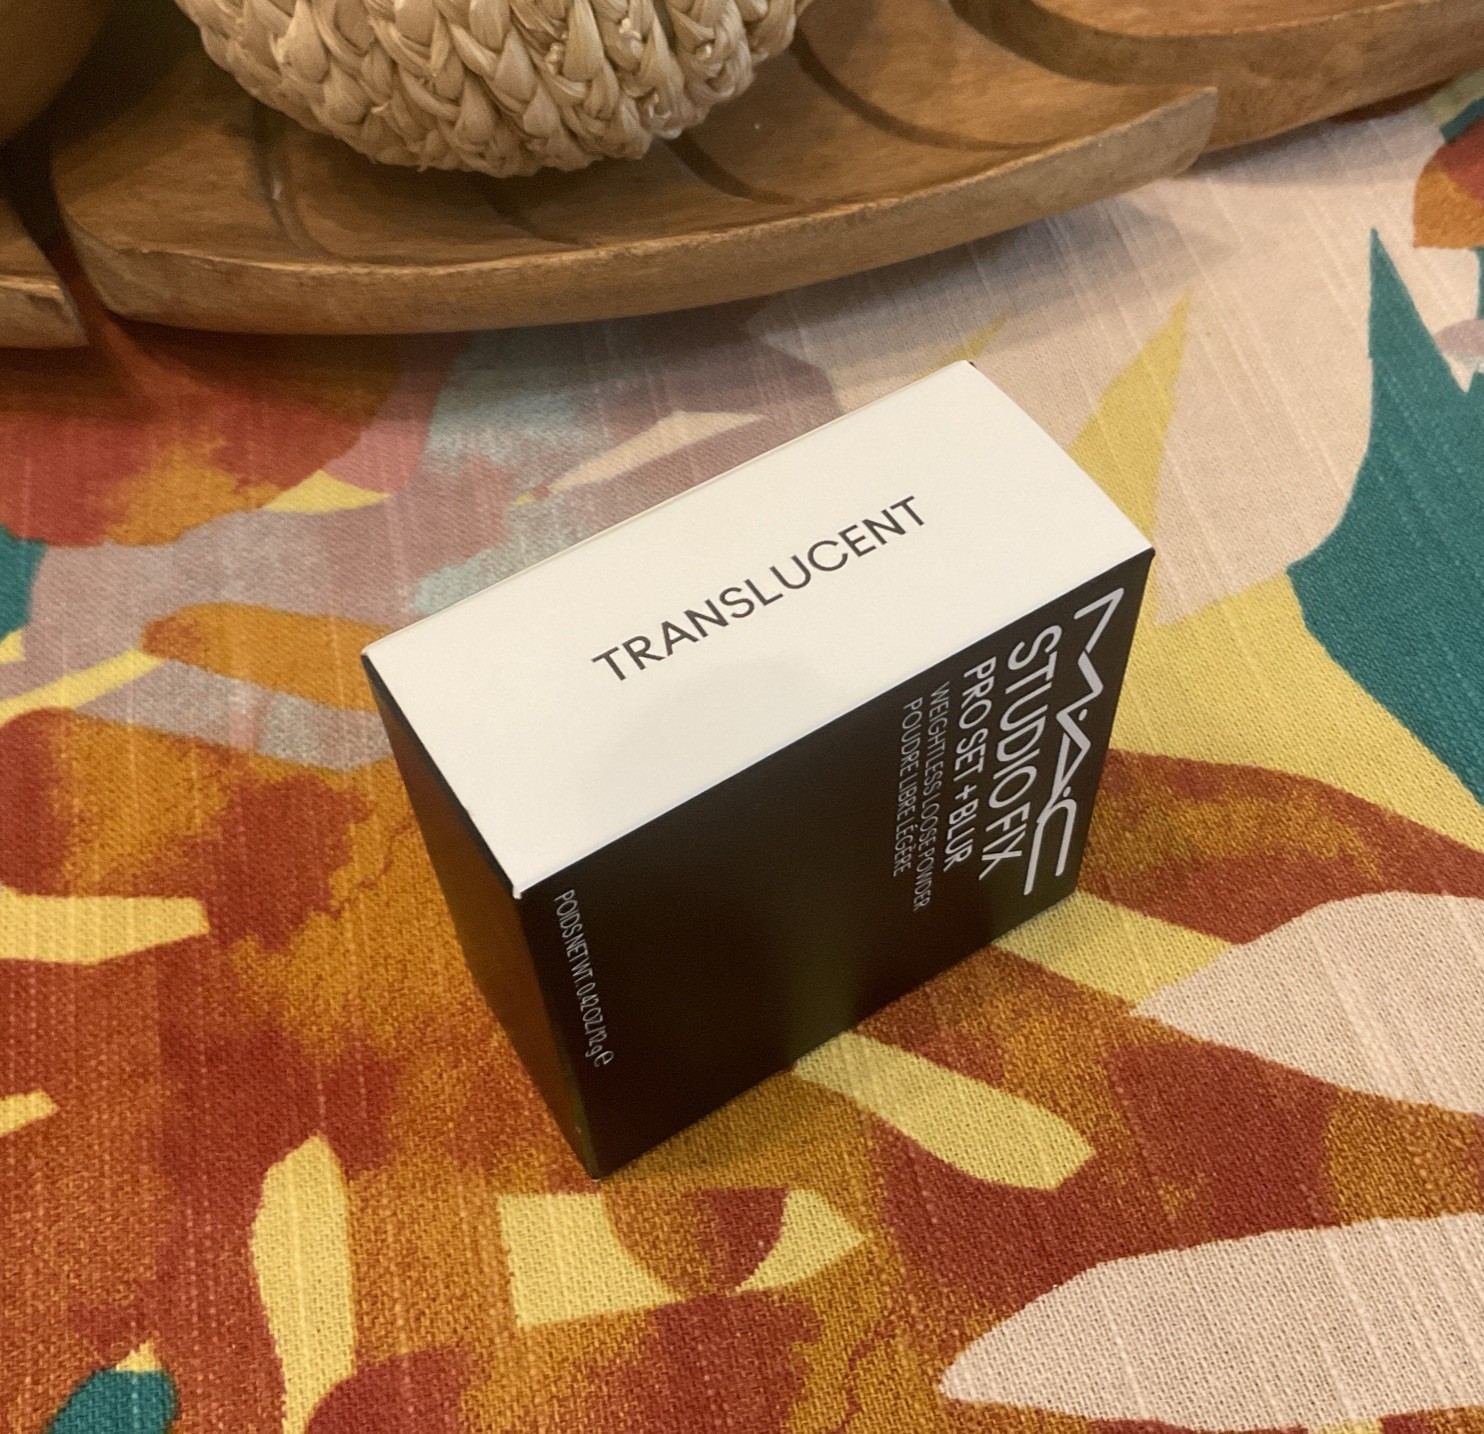 TRANSLUCENT
M·A·C
STUDIO FIX
PRO SET + BLUR
WEIGHTLESS LOOSE POWDER
POUDRE LIBRE LÉGÈRE
POIDS NET WT. 0.42 OZ/12 g ℮